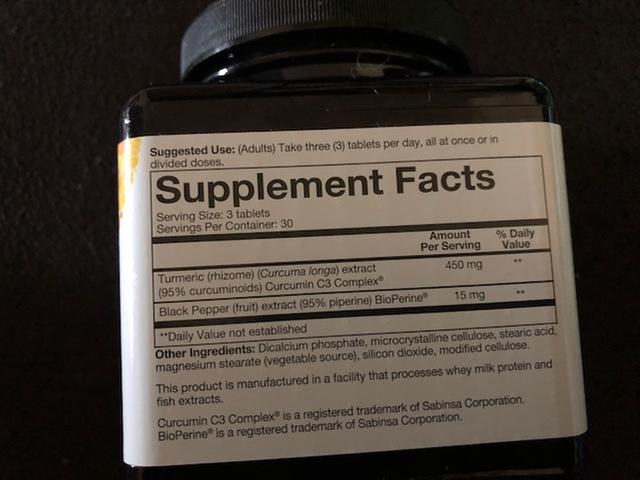 Suggested Use: (Adults) Take three (3) tablets per day, all at once or in
divided doses.
Supplement Facts
Serving Size: 3 tablets
Servings Per Container: 30
Amount Per Serving % Daily Value
Turmeric (rhizome) (Curcuma longa) extract
(95% curcuminoids) Curcumin C3 Complex® 450 mg **
Black Pepper (fruit) extract (95% piperine) BioPerine® 15 mg **
**Daily Value not established
Other Ingredients: Dicalcium phosphate, microcrystalline cellulose, stearic acid,
magnesium stearate (vegetable source), silicon dioxide, modified cellulose.
This product is manufactured in a facility that processes whey milk protein and
fish extracts.
Curcumin C3 Complex® is a registered trademark of Sabinsa Corporation.
BioPerine® is a registered trademark of Sabinsa Corporation.